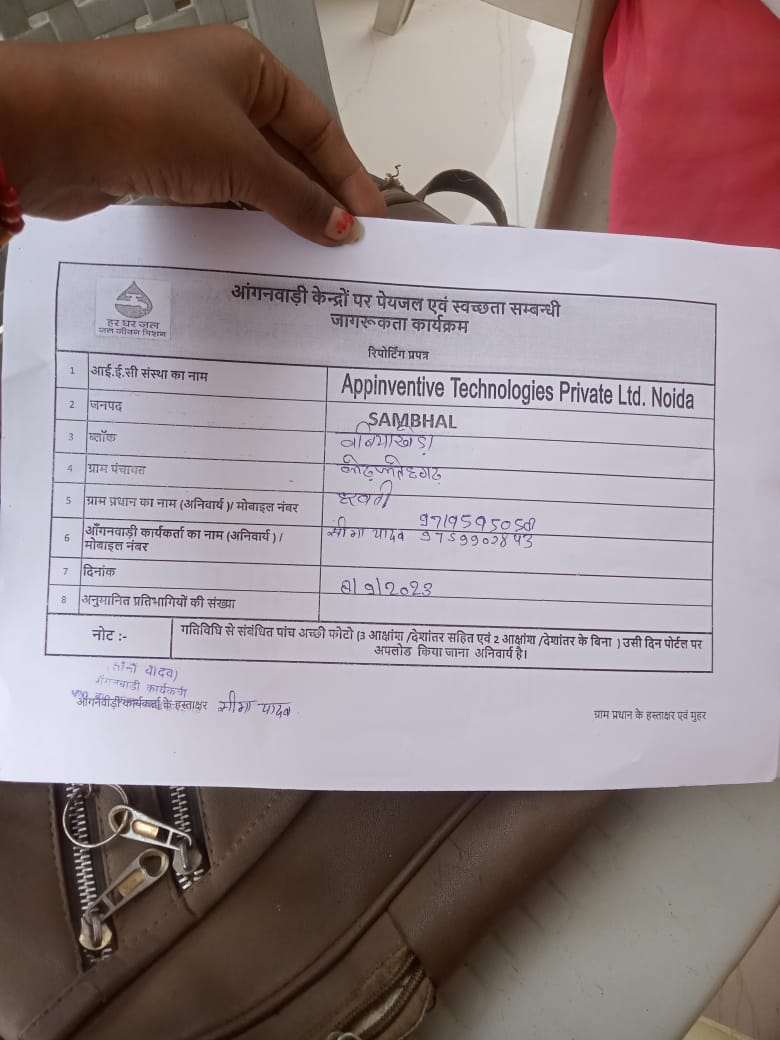 हर घर जल
जल जीवन मिशन
आंगनवाड़ी केन्द्रों पर पेयजल एवं स्वच्छता सम्बन्धी
जागरूकता कार्यक्रम
रिपोर्टिंग प्रपत्र
1 आई.ई.सी संस्था का नाम Appinventive Technologies Private Ltd. Noida
2 जनपद SAMBHAL
3 ब्लॉक
4 ग्राम पंचायत
5 ग्राम प्रधान का नाम (अनिवार्य )/ मोबाइल नंबर
6 आँगनवाड़ी कार्यकर्ता का नाम (अनिवार्य ) / सीमा यादव
मोबाइल नंबर
7 दिनांक
8/9/2023
8 अनुमानित प्रतिभागियों की संख्या
नोट :- गतिविधि से संबंधित पांच अच्छी फोटो (3 आक्षांश /देशांतर सहित एवं 2 आक्षांश /देशांतर के बिना ) उसी दिन पोर्टल पर
अपलोड किया जाना अनिवार्य है।
यादव)
आँगनवाड़ी कार्यकर्त्री
आँगनवाड़ी कार्यकर्ता के हस्ताक्षर सीमा यादव
ग्राम प्रधान के हस्ताक्षर एवं मुहर